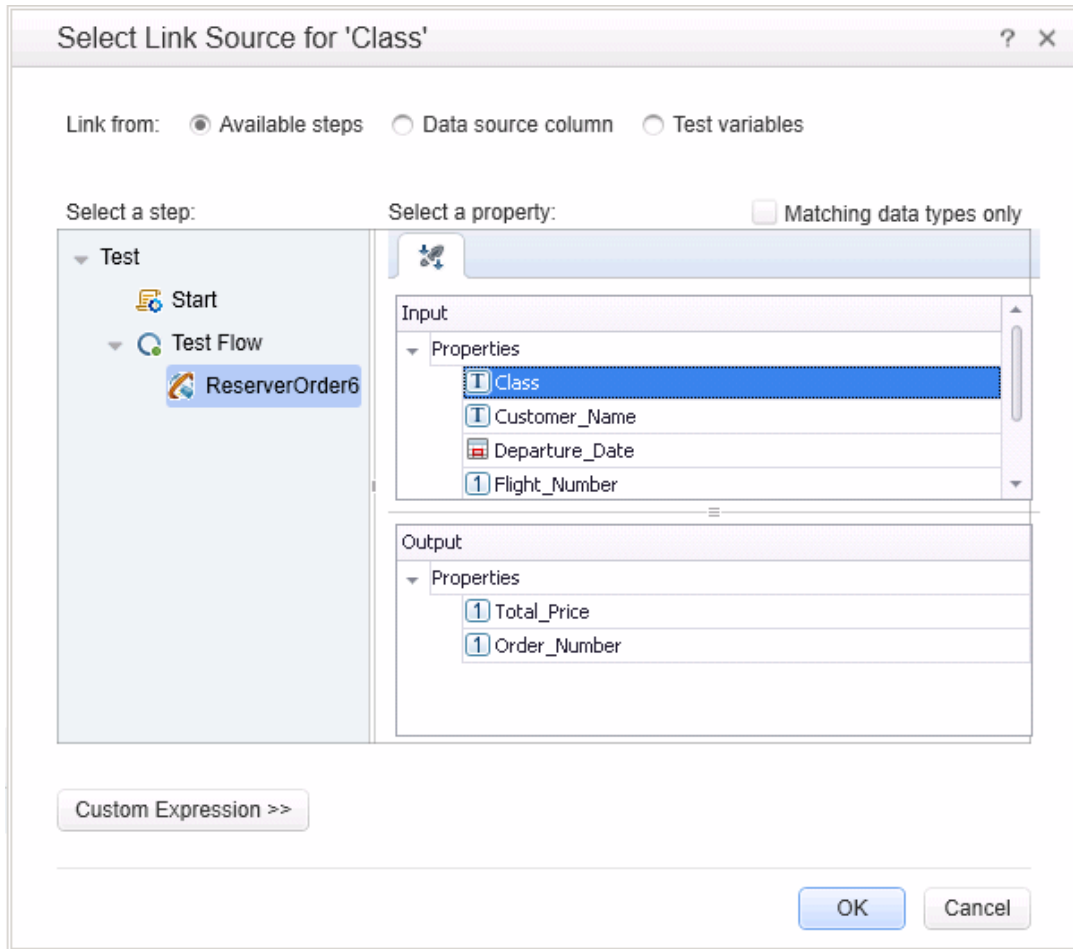 Select Link Source for 'Class'
Link from: Available steps Data source column Test variables
Select a step: Select a property: Matching data types only
Test
Start
Test Flow
ReserverOrder6
Input
Properties
Class
Customer_Name
Departure_Date
Flight_Number
Output
Properties
Total_Price
Order_Number
Custom Expression >>
OK Cancel